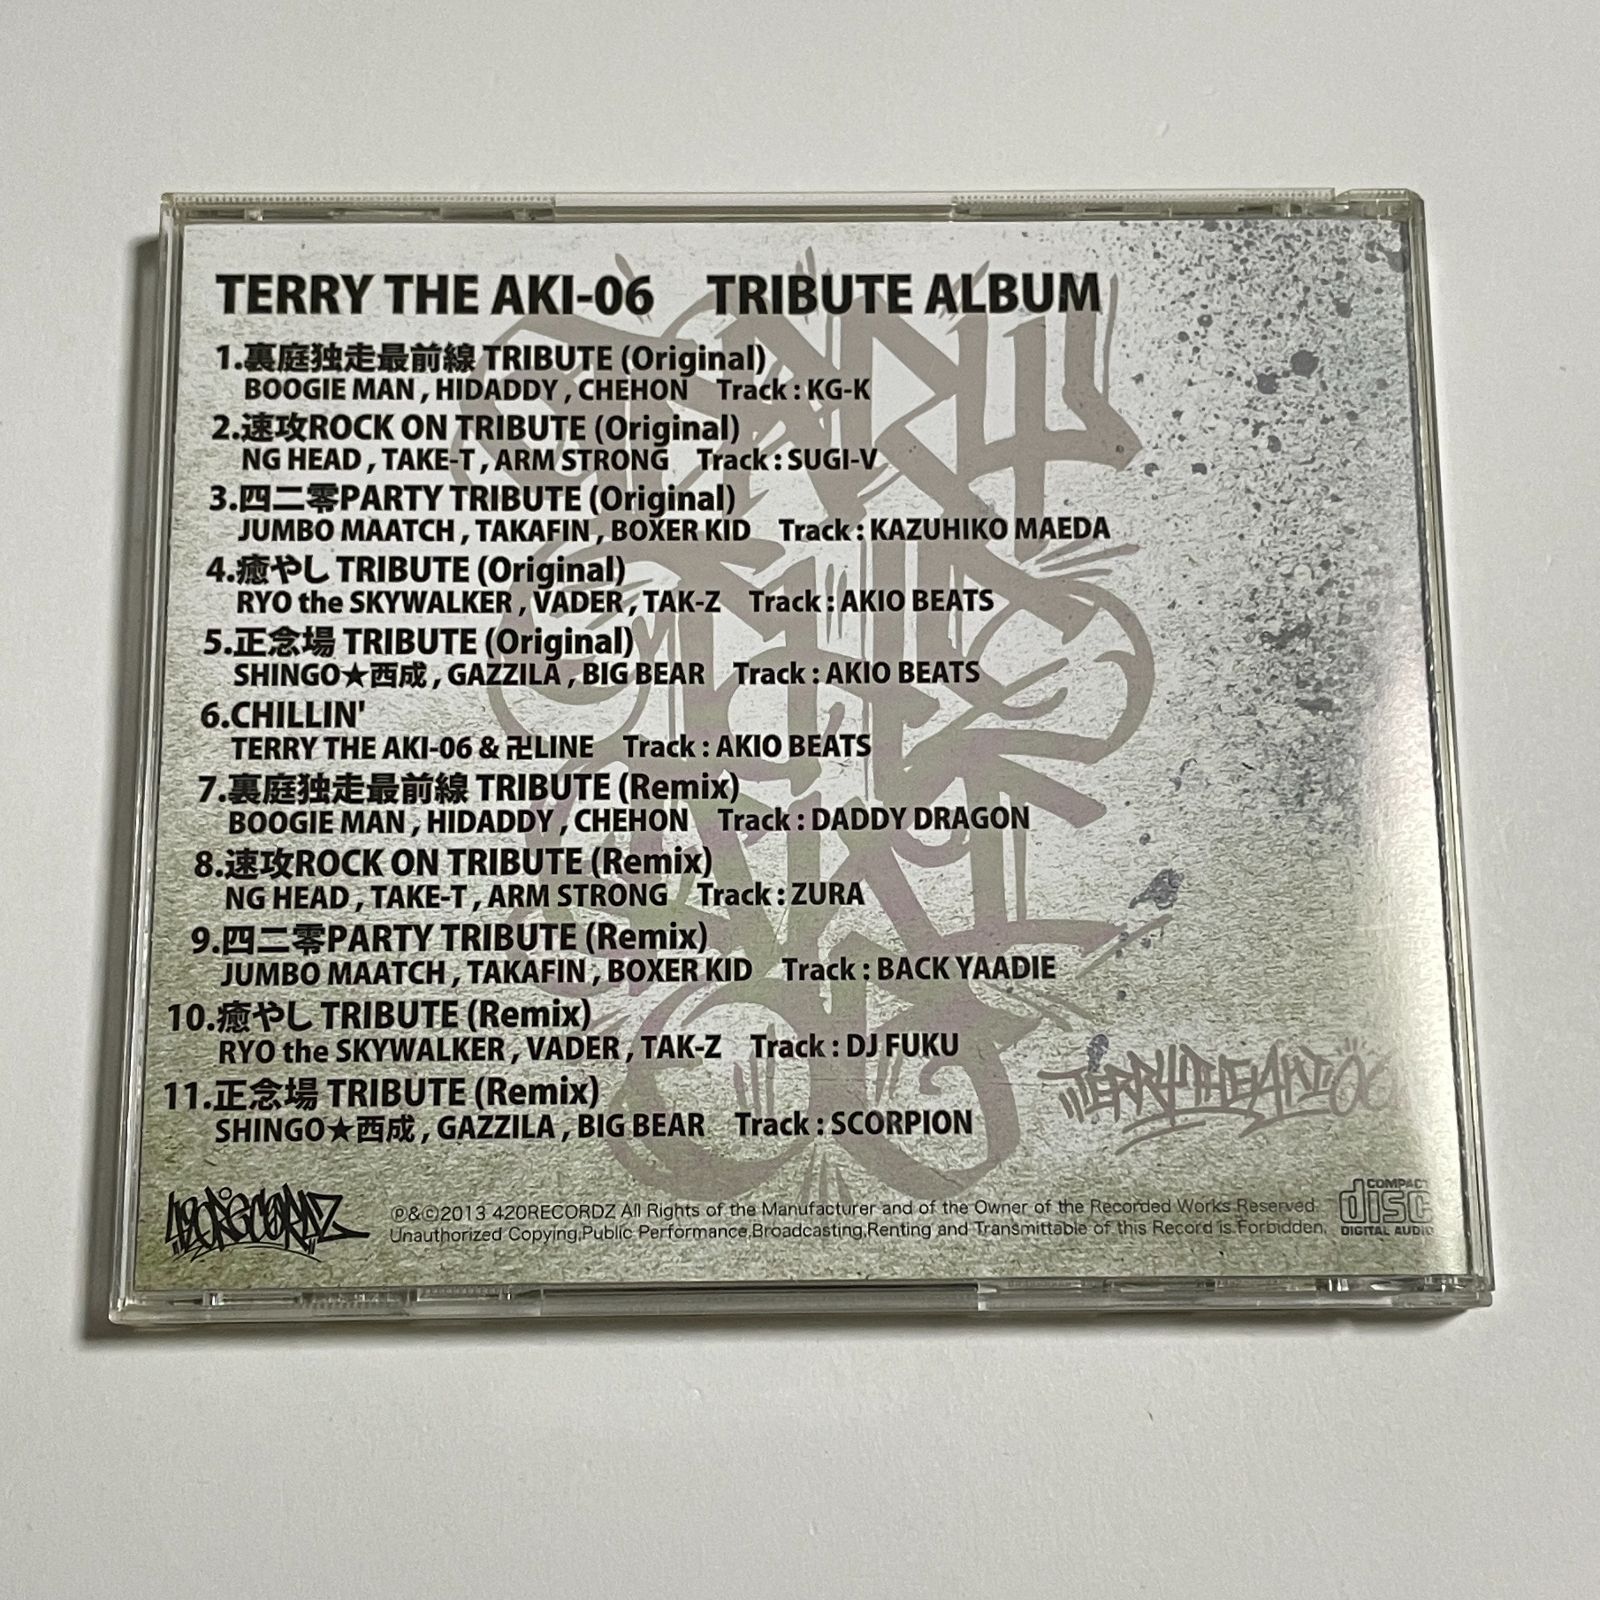 TERRY THE AKI-06 TRIBUTE ALBUM
1.裏庭独走最前線 TRIBUTE (Original)
BOOGIE MAN , HIDADDY , CHEHON Track : KG-K
2.速攻ROCK ON TRIBUTE (Original)
NG HEAD , TAKE-T , ARM STRONG Track : SUGI-V
3.四二零PARTY TRIBUTE (Original)
JUMBO MAATCH , TAKAFIN , BOXER KID Track : KAZUHIKO MAEDA
4.癒やし TRIBUTE (Original)
RYO the SKYWALKER , VADER , TAK-Z Track : AKIO BEATS
5.正念場 TRIBUTE (Original)
SHINGO★西成 , GAZZILA , BIG BEAR Track : AKIO BEATS
6.CHILLIN'
TERRY THE AKI-06 & 卍LINE Track : AKIO BEATS
7.裏庭独走最前線 TRIBUTE (Remix)
BOOGIE MAN , HIDADDY , CHEHON Track : DADDY DRAGON
8.速攻ROCK ON TRIBUTE (Remix)
NG HEAD , TAKE-T , ARM STRONG Track : ZURA
9.四二零PARTY TRIBUTE (Remix)
JUMBO MAATCH , TAKAFIN , BOXER KID Track : BACK YAADIE
10.癒やし TRIBUTE (Remix)
RYO the SKYWALKER , VADER , TAK-Z Track : DJ FUKU
11.正念場 TRIBUTE (Remix)
SHINGO★西成 , GAZZILA , BIG BEAR Track : SCORPION
TERRY THE AKI 06
420RECORDZ
℗&©2013 420RECORDZ All Rights of the Manufacturer and of the Owner of the Recorded Works Reserved.
Unauthorized Copying,Public Performance,Broadcasting,Renting and Transmittable of this Record is Forbidden.
COMPACT
disc
DIGITAL AUDIO